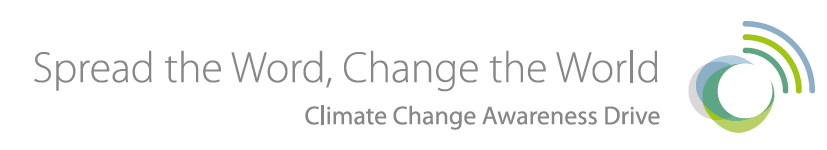 Spread the Word, Change the World
Climate Change Awareness Drive